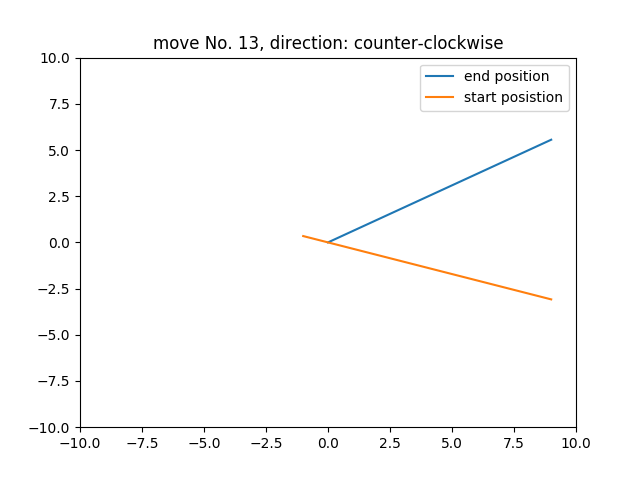 move No. 13, direction: counter-clockwise
end position
start posistion
10.0
7.5
5.0
2.5
0.0
−2.5
−5.0
−7.5
−10.0
−10.0 −7.5 −5.0 −2.5 0.0 2.5 5.0 7.5 10.0